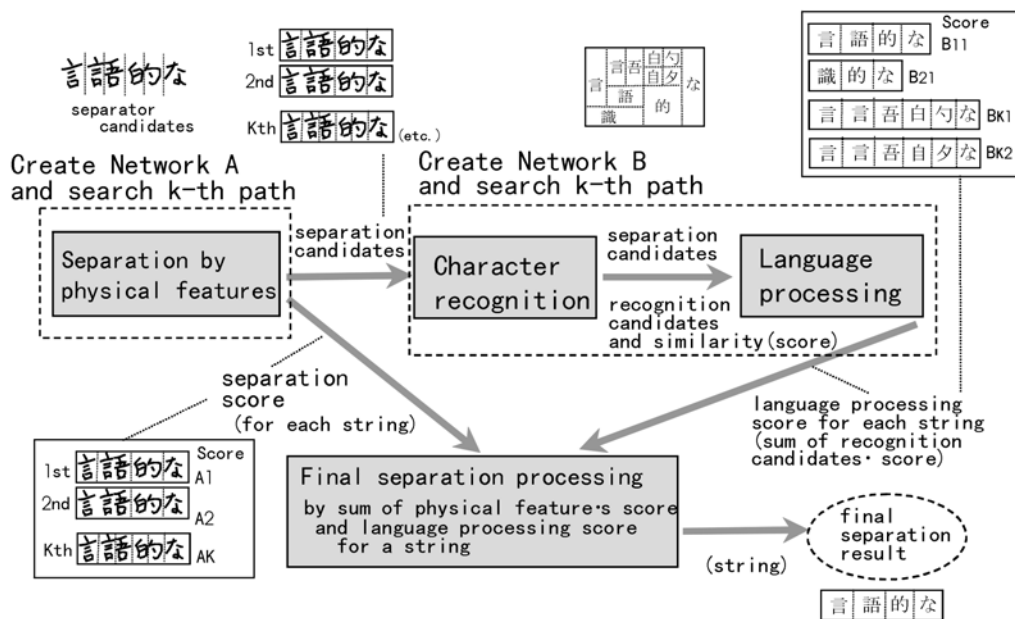 言語的な
separator
candidates
1st 言語的な
2nd 言語的な
Kth 言語的な (etc.)
言 言 吾 白 勺 な
自 夕
語 的
識
Score
言 語 的 な B11
識 的 な B21
言 言 吾 白 勺 な BK1
言 言 吾 自 夕 な BK2
Create Network A
and search k-th path
Create Network B
and search k-th path
Separation by
physical features
separation
candidates
Character
recognition
separation
candidates
recognition
candidates
and similarity(score)
Language
processing
separation
score
(for each string)
language processing
score for each string
(sum of recognition
candidates・score)
Score
1st 言語的な A1
2nd 言語的な A2
Kth 言語的な AK
Final separation processing
by sum of physical feature・s score
and language processing score
for a string
(string)
final
separation
result
言 語 的 な